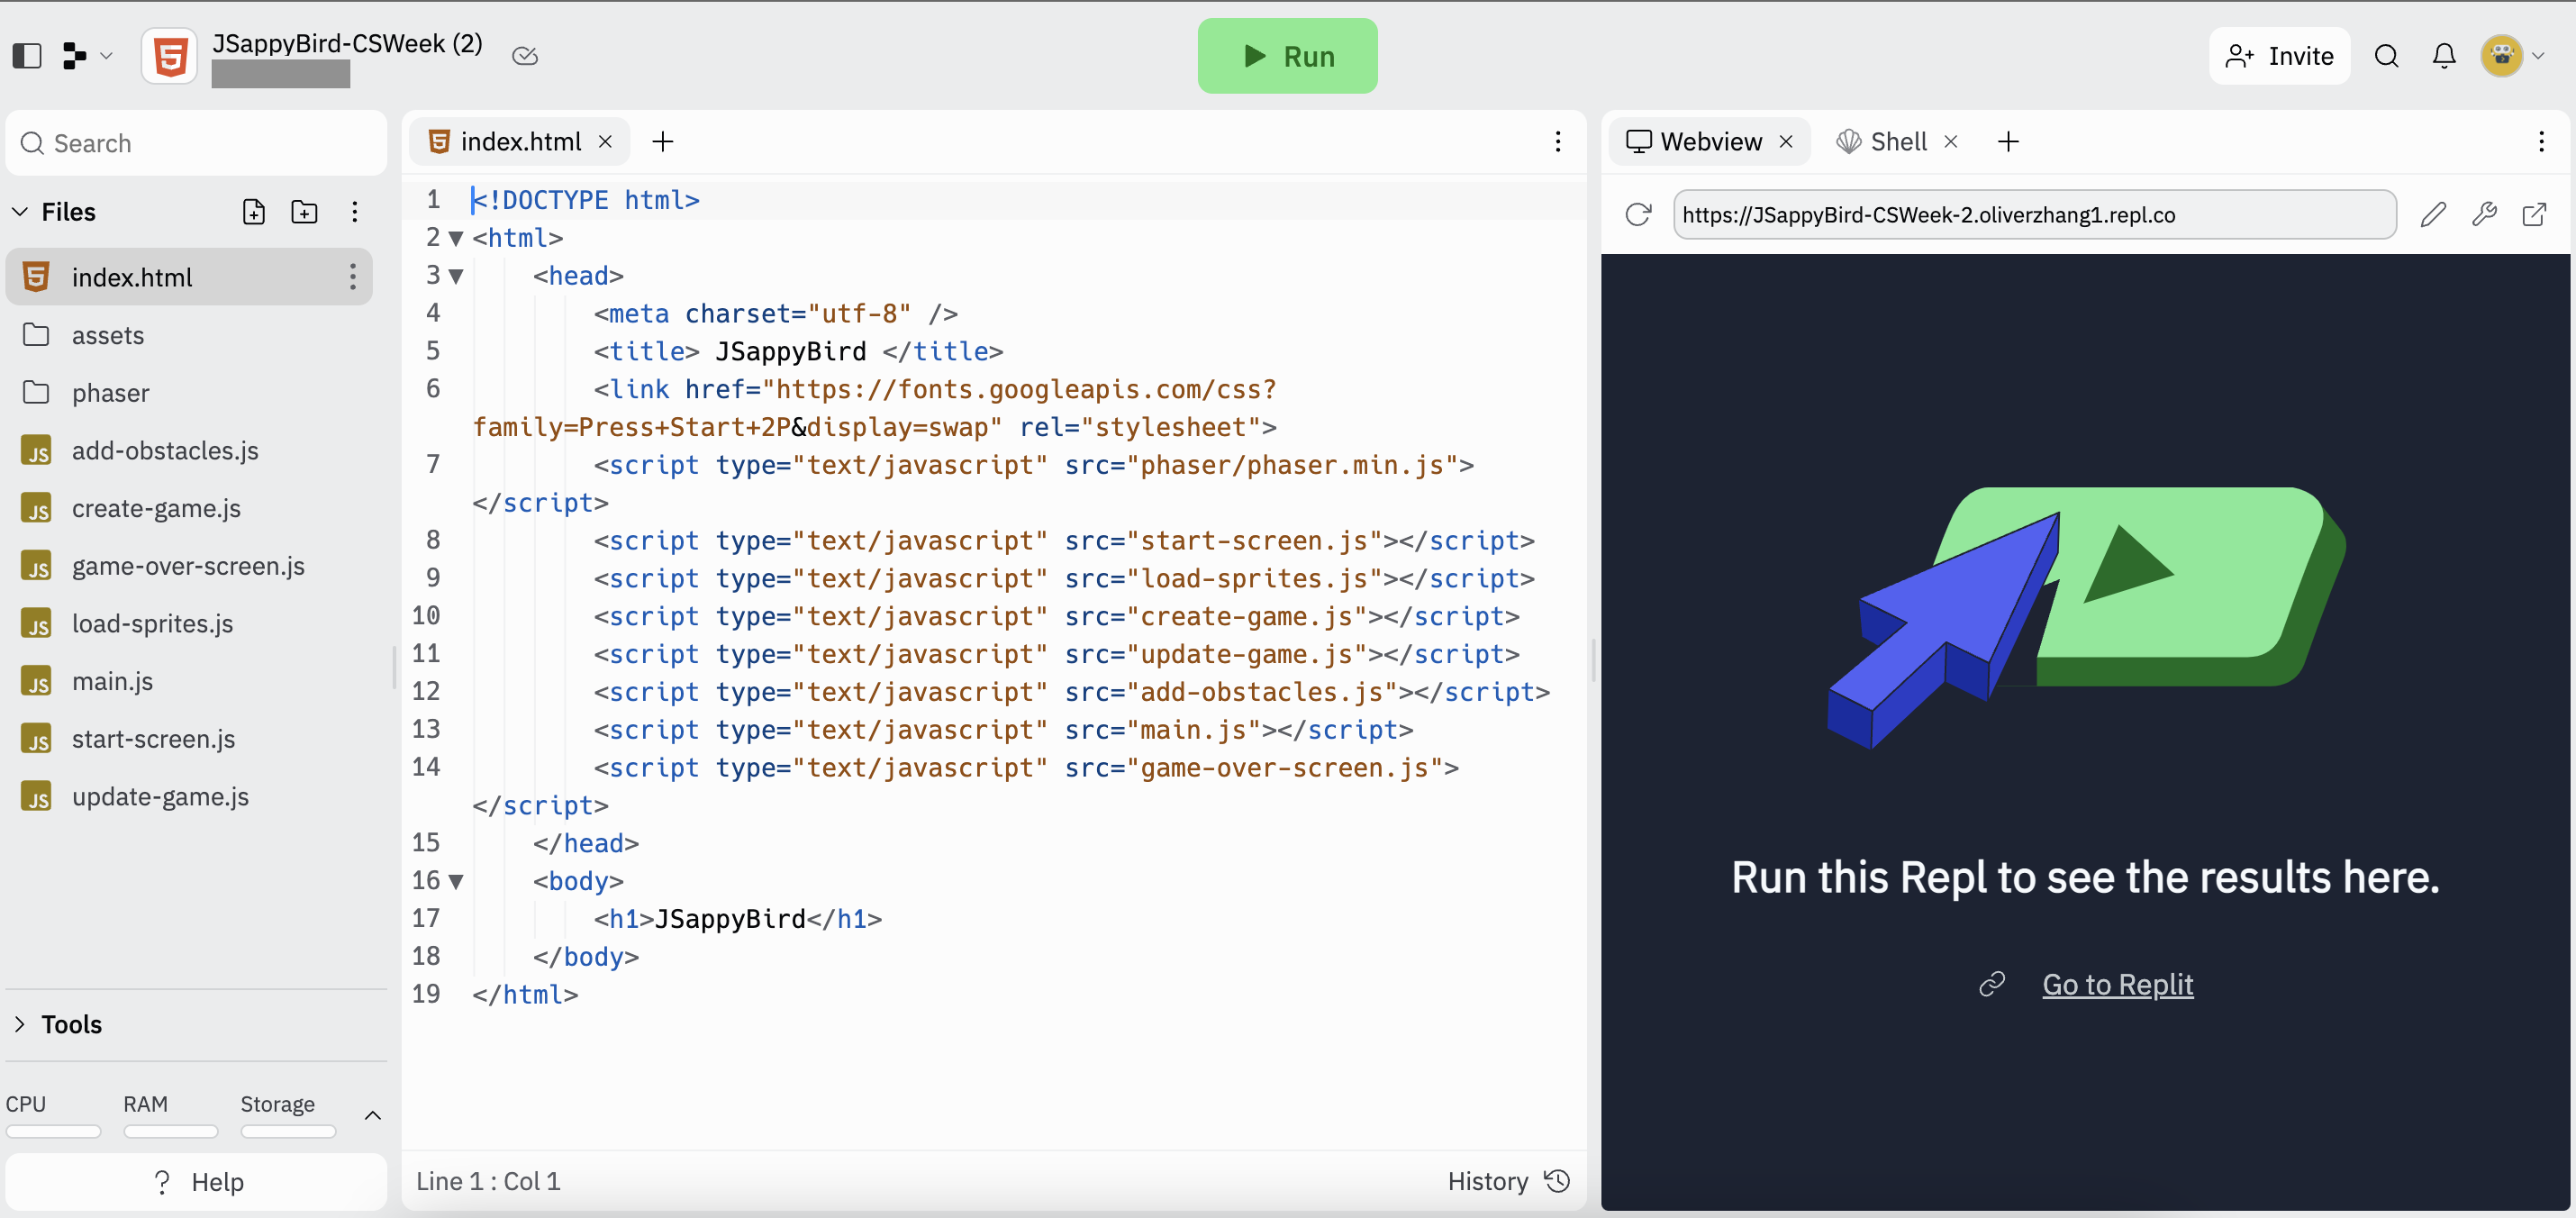 JSappyBird-CSWeek (2)
Run
Invite
Search
Files
index.html
assets
phaser
JS add-obstacles.js
JS create-game.js
JS game-over-screen.js
JS load-sprites.js
JS main.js
JS start-screen.js
JS update-game.js
Tools
CPU RAM Storage
? Help
index.html
1 <!DOCTYPE html>
2 <html>
3 <head>
4 <meta charset="utf-8" />
5 <title> JSappyBird </title>
6 <link href="https://fonts.googleapis.com/css?
family=Press+Start+2P&display=swap" rel="stylesheet">
7 <script type="text/javascript" src="phaser/phaser.min.js">
</script>
8 <script type="text/javascript" src="start-screen.js"></script>
9 <script type="text/javascript" src="load-sprites.js"></script>
10 <script type="text/javascript" src="create-game.js"></script>
11 <script type="text/javascript" src="update-game.js"></script>
12 <script type="text/javascript" src="add-obstacles.js"></script>
13 <script type="text/javascript" src="main.js"></script>
14 <script type="text/javascript" src="game-over-screen.js">
</script>
15 </head>
16 <body>
17 <h1>JSappyBird</h1>
18 </body>
19 </html>
Line 1 : Col 1
History
Webview Shell
https://JSappyBird-CSWeek-2.oliverzhang1.repl.co
Run this Repl to see the results here.
Go to Replit